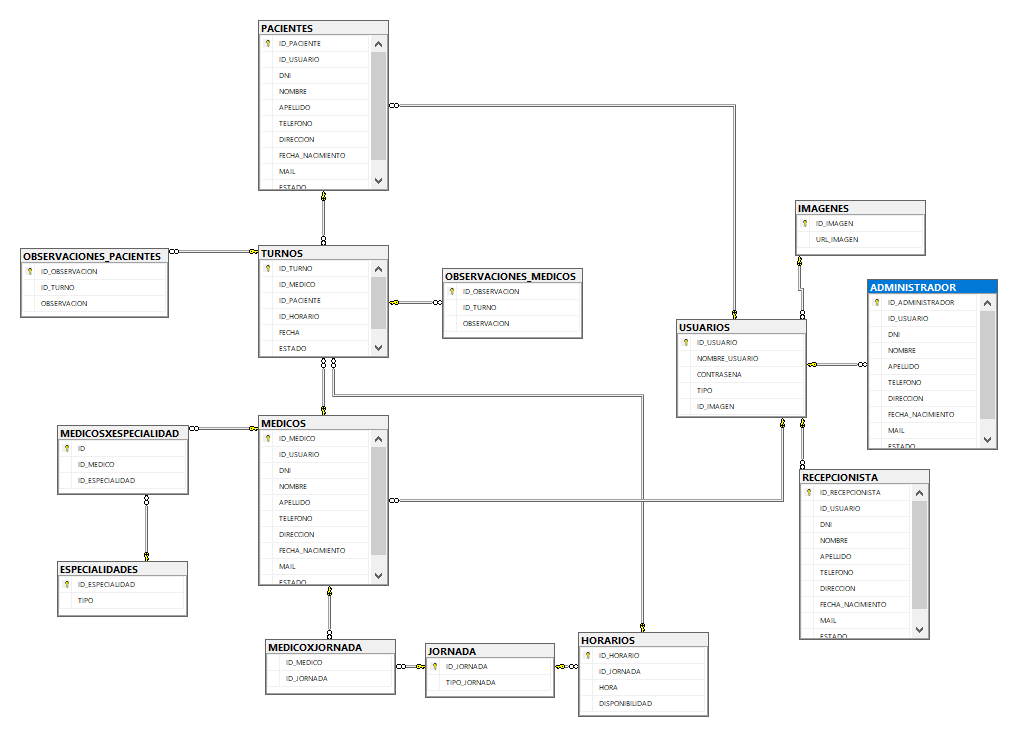 PACIENTES
ID_PACIENTE
ID_USUARIO
DNI
NOMBRE
APELLIDO
TELEFONO
DIRECCION
FECHA_NACIMIENTO
MAIL
ESTADO
IMAGENES
ID_IMAGEN
URL_IMAGEN
OBSERVACIONES_PACIENTES
ID_OBSERVACION
ID_TURNO
OBSERVACION
TURNOS
ID_TURNO
ID_MEDICO
ID_PACIENTE
ID_HORARIO
FECHA
ESTADO
OBSERVACIONES_MEDICOS
ID_OBSERVACION
ID_TURNO
OBSERVACION
ADMINISTRADOR
ID_ADMINISTRADOR
ID_USUARIO
DNI
NOMBRE
APELLIDO
TELEFONO
DIRECCION
FECHA_NACIMIENTO
MAIL
ESTADO
USUARIOS
ID_USUARIO
NOMBRE_USUARIO
CONTRASENA
TIPO
ID_IMAGEN
MEDICOSXESPECIALIDAD
ID
ID_MEDICO
ID_ESPECIALIDAD
MEDICOS
ID_MEDICO
ID_USUARIO
DNI
NOMBRE
APELLIDO
TELEFONO
DIRECCION
FECHA_NACIMIENTO
MAIL
ESTADO
RECEPCIONISTA
ID_RECEPCIONISTA
ID_USUARIO
DNI
NOMBRE
APELLIDO
TELEFONO
DIRECCION
FECHA_NACIMIENTO
MAIL
ESTADO
ESPECIALIDADES
ID_ESPECIALIDAD
TIPO
MEDICOXJORNADA
ID_MEDICO
ID_JORNADA
JORNADA
ID_JORNADA
TIPO_JORNADA
HORARIOS
ID_HORARIO
ID_JORNADA
HORA
DISPONIBILIDAD